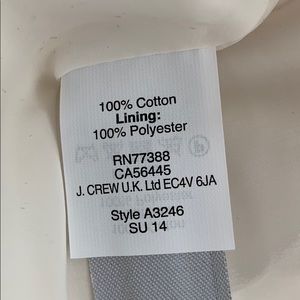 100% Cotton
Lining:
100% Polyester
RN77388
CA56445
J. CREW U.K. Ltd EC4V 6JA
Style A3246
SU 14